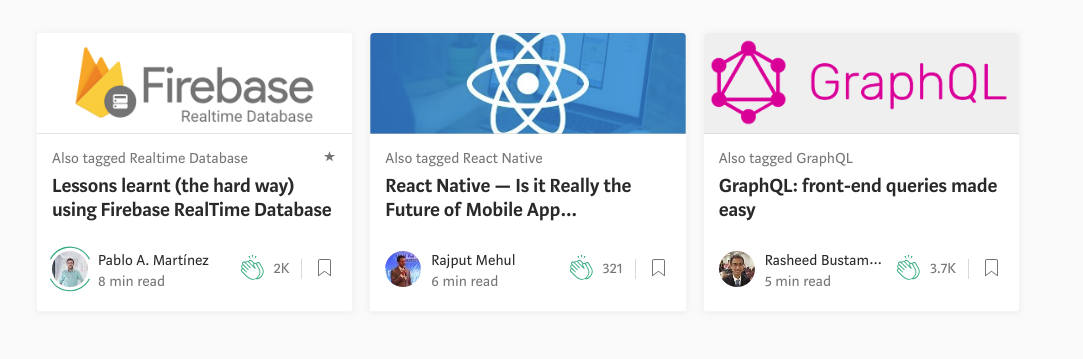 Firebase
Realtime Database
Also tagged Realtime Database
Lessons learnt (the hard way)
using Firebase RealTime Database
Pablo A. Martínez
8 min read
2K
Also tagged React Native
React Native — Is it Really the
Future of Mobile App...
Rajput Mehul
6 min read
321
GraphQL
Also tagged GraphQL
GraphQL: front-end queries made
easy
Rasheed Bustam...
5 min read
3.7K